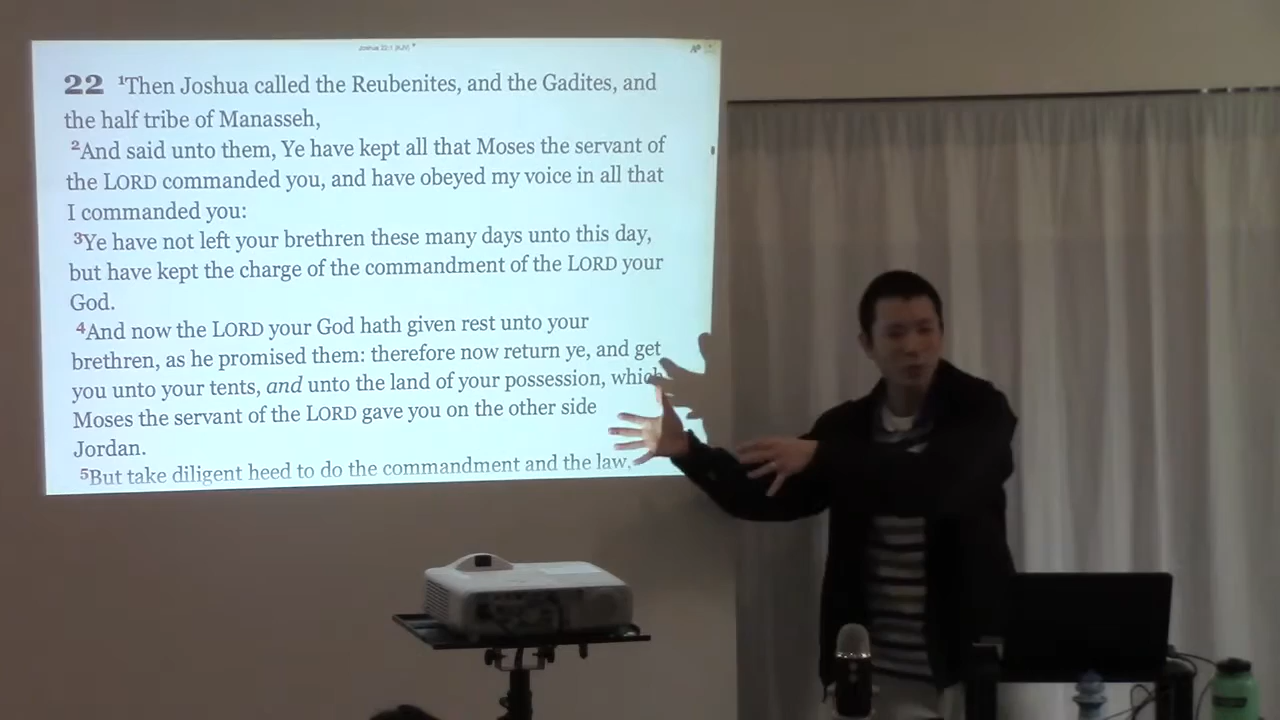 Joshua 22:1 (KJV)
22 ¹Then Joshua called the Reubenites, and the Gadites, and
the half tribe of Manasseh,
²And said unto them, Ye have kept all that Moses the servant of
the LORD commanded you, and have obeyed my voice in all that
I commanded you:
³Ye have not left your brethren these many days unto this day,
but have kept the charge of the commandment of the LORD your
God.
⁴And now the LORD your God hath given rest unto your
brethren, as he promised them: therefore now return ye, and get
you unto your tents, and unto the land of your possession, which
Moses the servant of the LORD gave you on the other side
Jordan.
⁵But take diligent heed to do the commandment and the law,